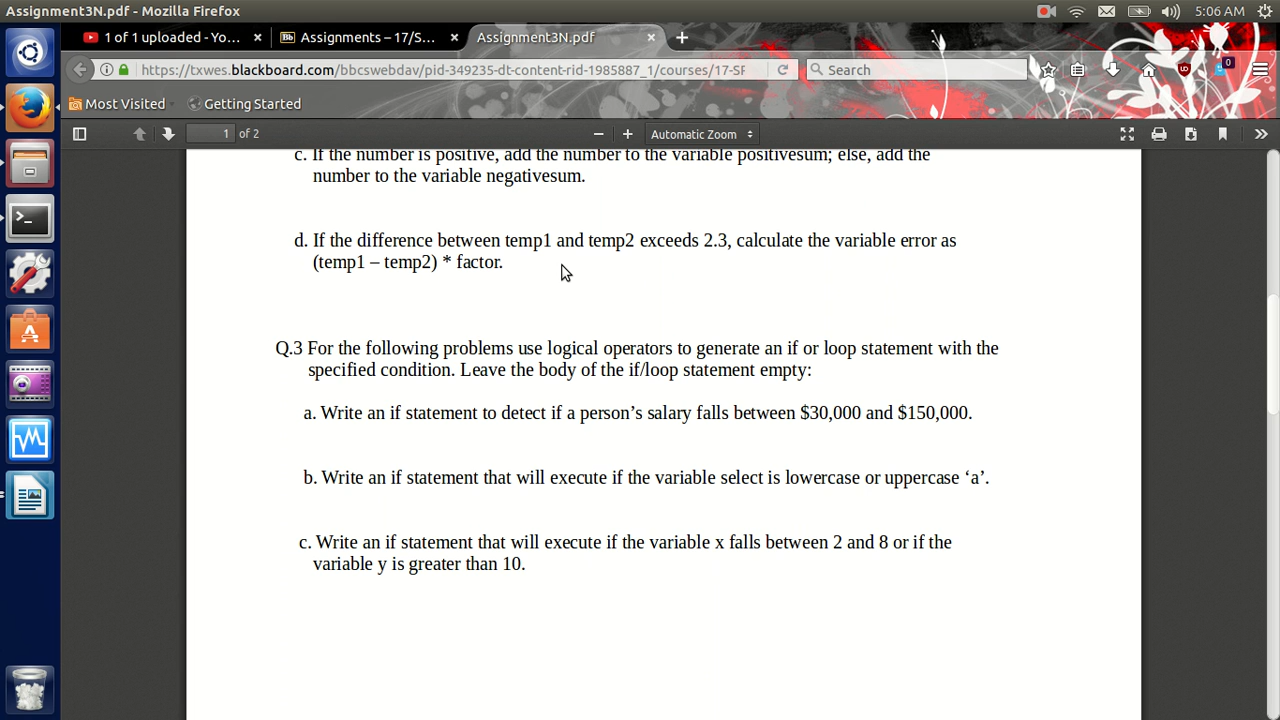 Assignment3N.pdf - Mozilla Firefox
5:06 AM
1 of 1 uploaded - Yo...
Bb Assignments – 17/S...
Assignment3N.pdf
https://txwes.blackboard.com/bbcswebdav/pid-349235-dt-content-rid-1985887_1/courses/17-SP
Search
0
Most Visited
Getting Started
1 of 2
Automatic Zoom
c. If the number is positive, add the number to the variable positivesum; else, add the
number to the variable negativesum.
d. If the difference between temp1 and temp2 exceeds 2.3, calculate the variable error as
(temp1 – temp2) * factor.
Q.3 For the following problems use logical operators to generate an if or loop statement with the
specified condition. Leave the body of the if/loop statement empty:
a. Write an if statement to detect if a person’s salary falls between $30,000 and $150,000.
b. Write an if statement that will execute if the variable select is lowercase or uppercase ‘a’.
c. Write an if statement that will execute if the variable x falls between 2 and 8 or if the
variable y is greater than 10.